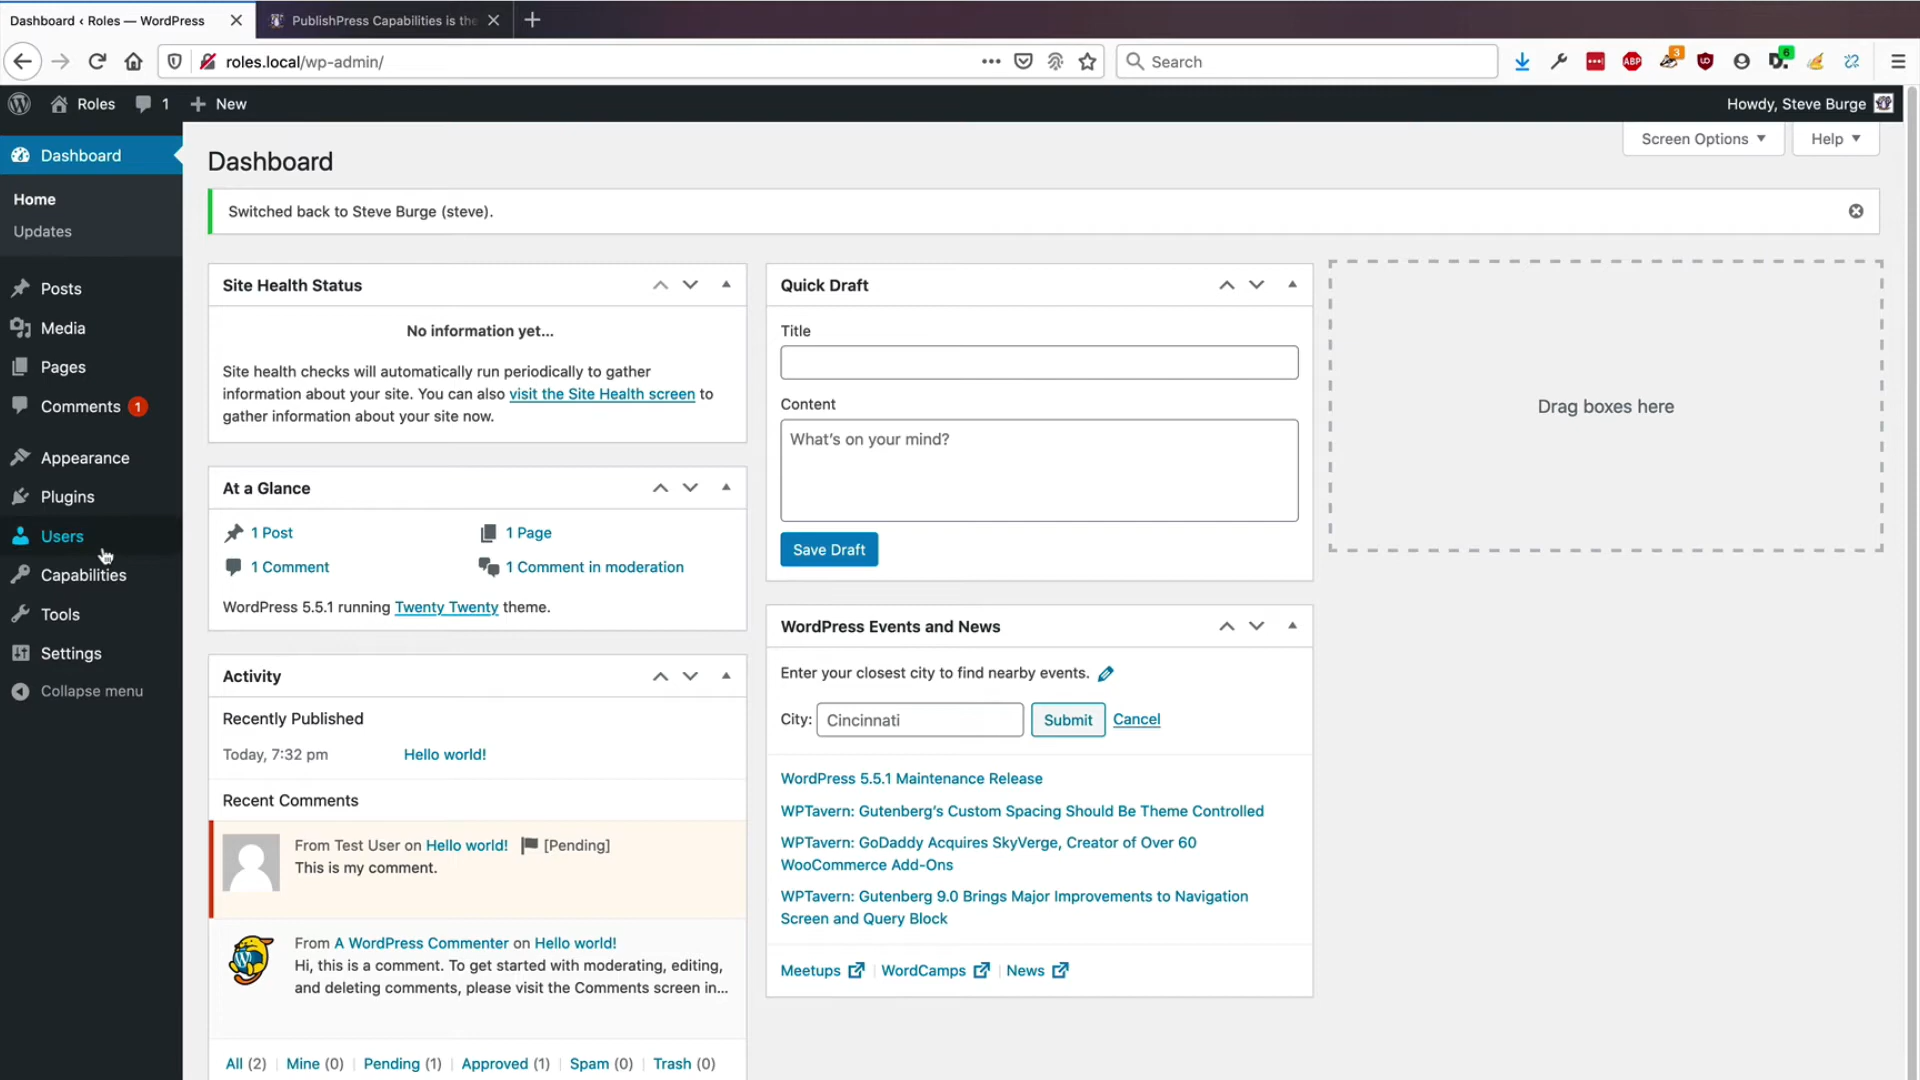 Dashboard ‹ Roles — WordPress
PublishPress Capabilities is the
roles.local/wp-admin/
Search
ABP
3
6
Roles
1
New
Howdy, Steve Burge
Dashboard
Home
Updates
Posts
Media
Pages
Comments 1
Appearance
Plugins
Users
Capabilities
Tools
Settings
Collapse menu
Screen Options
Help
Dashboard
Switched back to Steve Burge (steve).
Site Health Status
No information yet...
Site health checks will automatically run periodically to gather
information about your site. You can also visit the Site Health screen to
gather information about your site now.
At a Glance
1 Post
1 Page
1 Comment
1 Comment in moderation
WordPress 5.5.1 running Twenty Twenty theme.
Activity
Recently Published
Today, 7:32 pm
Hello world!
Recent Comments
From Test User on Hello world! [Pending]
This is my comment.
From A WordPress Commenter on Hello world!
Hi, this is a comment. To get started with moderating, editing,
and deleting comments, please visit the Comments screen in...
All (2) | Mine (0) | Pending (1) | Approved (1) | Spam (0) | Trash (0)
Quick Draft
Title
Content
What's on your mind?
Save Draft
WordPress Events and News
Enter your closest city to find nearby events.
City: Cincinnati Submit Cancel
WordPress 5.5.1 Maintenance Release
WPTavern: Gutenberg's Custom Spacing Should Be Theme Controlled
WPTavern: GoDaddy Acquires SkyVerge, Creator of Over 60
WooCommerce Add-Ons
WPTavern: Gutenberg 9.0 Brings Major Improvements to Navigation
Screen and Query Block
Meetups | WordCamps | News
Drag boxes here